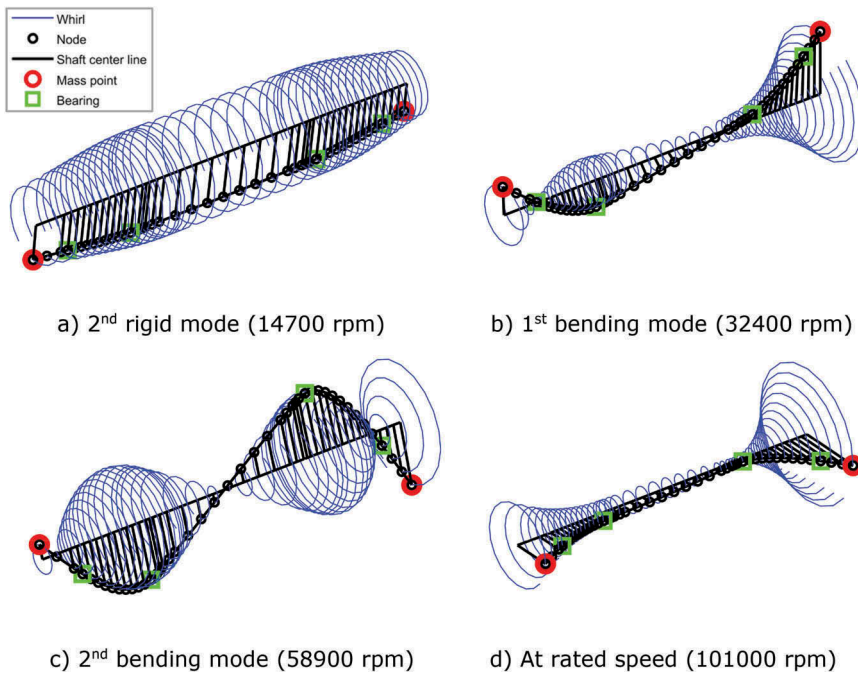 Whirl
Node
Shaft center line
Mass point
Bearing
a) 2nd rigid mode (14700 rpm)
b) 1st bending mode (32400 rpm)
c) 2nd bending mode (58900 rpm)
d) At rated speed (101000 rpm)